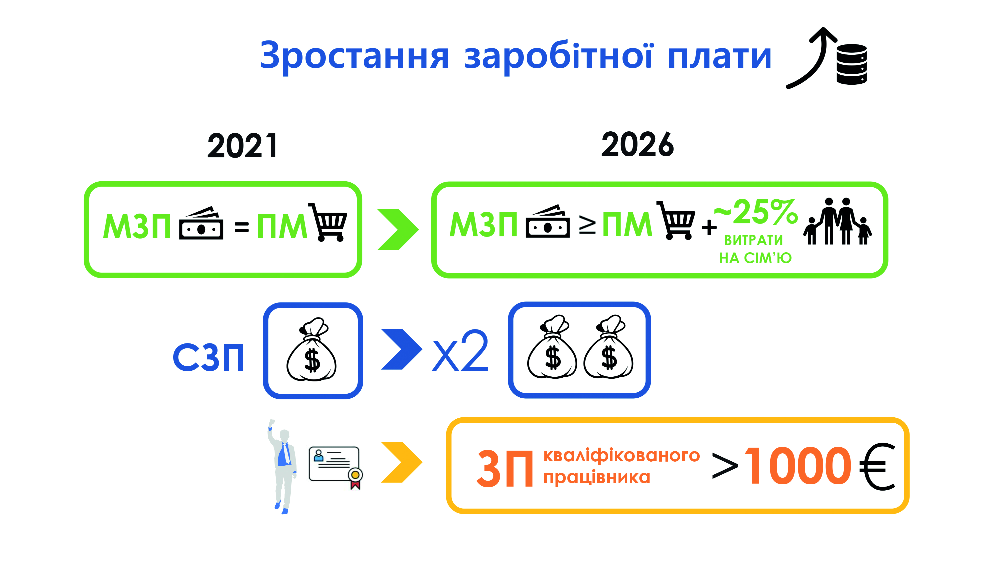 Зростання заробітної плати
2021
2026
МЗП = ПМ
МЗП ≥ ПМ + ~25%
ВИТРАТИ
НА СІМ’Ю
СЗП
$
x2
$ $
ЗП кваліфікованого
працівника
>1000 €